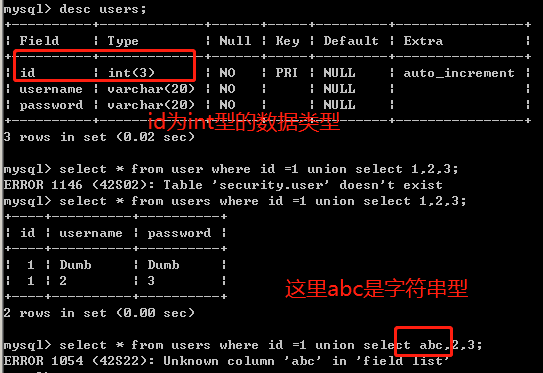 mysql> desc users;
+----------+-------------+------+-----+---------+----------------+
| Field | Type | Null | Key | Default | Extra |
+----------+-------------+------+-----+---------+----------------+
| id | int(3) | NO | PRI | NULL | auto_increment |
| username | varchar(20) | NO | | NULL | |
| password | varchar(20) | NO | | NULL | |
+----------+-------------+------+-----+---------+----------------+
id为int型的数据类型
3 rows in set (0.02 sec)
mysql> select * from user where id =1 union select 1,2,3;
ERROR 1146 (42S02): Table 'security.user' doesn't exist
mysql> select * from users where id =1 union select 1,2,3;
+----+----------+----------+
| id | username | password |
+----+----------+----------+
| 1 | Dumb | Dumb |
| 1 | 2 | 3 |
+----+----------+----------+
这里abc是字符串型
2 rows in set (0.00 sec)
mysql> select * from users where id =1 union select abc,2,3;
ERROR 1054 (42S22): Unknown column 'abc' in 'field list'